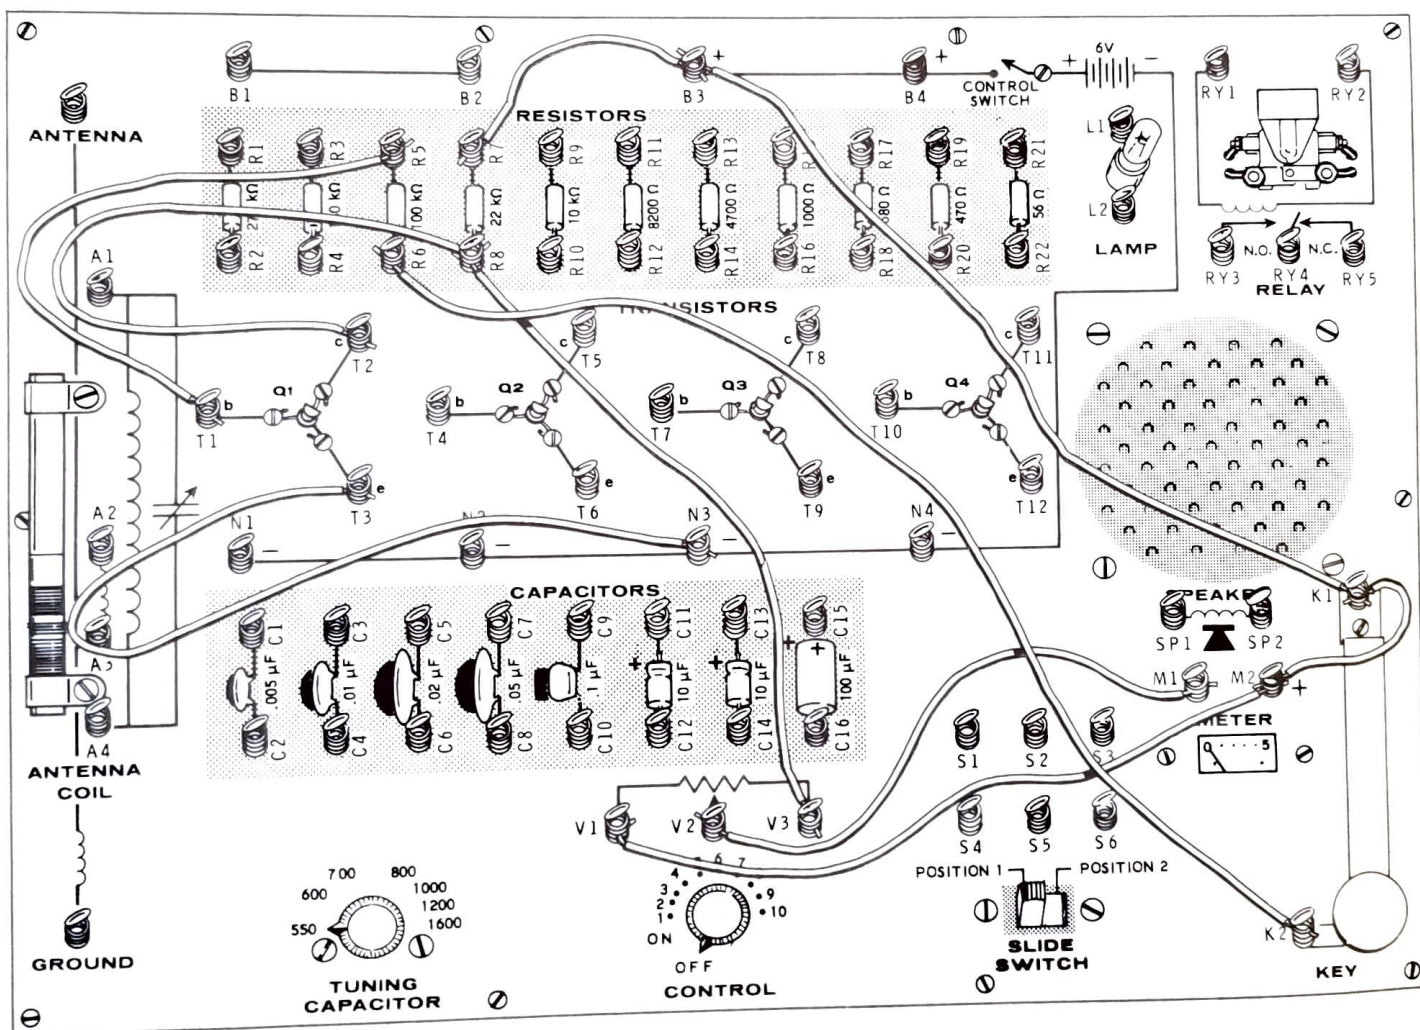 6V
+ -
B1 B2 B3 + B4 + CONTROL SWITCH
RY1 RY2
ANTENNA
RESISTORS
R1 R3 R5 R9 R11 R13 R17 R19 R21
100 kΩ 22 kΩ 10 kΩ 8200 Ω 4700 Ω 1000 Ω 470 Ω 56 Ω
R2 R4 R6 R8 R10 R12 R14 R16 R18 R20 R22
L1
L2
LAMP
N.O. N.C.
RY3 RY4 RY5
RELAY
A1
c T2 c T5 c T8 c T11
Q1 Q2 Q3 Q4
b b b b
T1 T4 T7 T10
e e e e
T3 T6 T9 T12
A2 N1 - - N3 - N4 -
CAPACITORS
C1 C3 C5 C7 C9 C11 C13 C15
.005 µF .01 µF .02 µF .05 µF .1 µF + 10 µF + 10 µF + + 100 µF
C2 C4 C6 C8 C10 C12 C14 C16
A4
ANTENNA COIL
K1
SP1 SP2
M1 M2 +
METER
0 5
S1 S2 S3
V1 V2 V3
S4 S5 S6
POSITION 1 POSITION 2
SLIDE SWITCH
550 600 700 800 1000 1200 1600
TUNING CAPACITOR
OFF ON 1 2 3 4 6 7 9 10
CONTROL
GROUND
K2
KEY